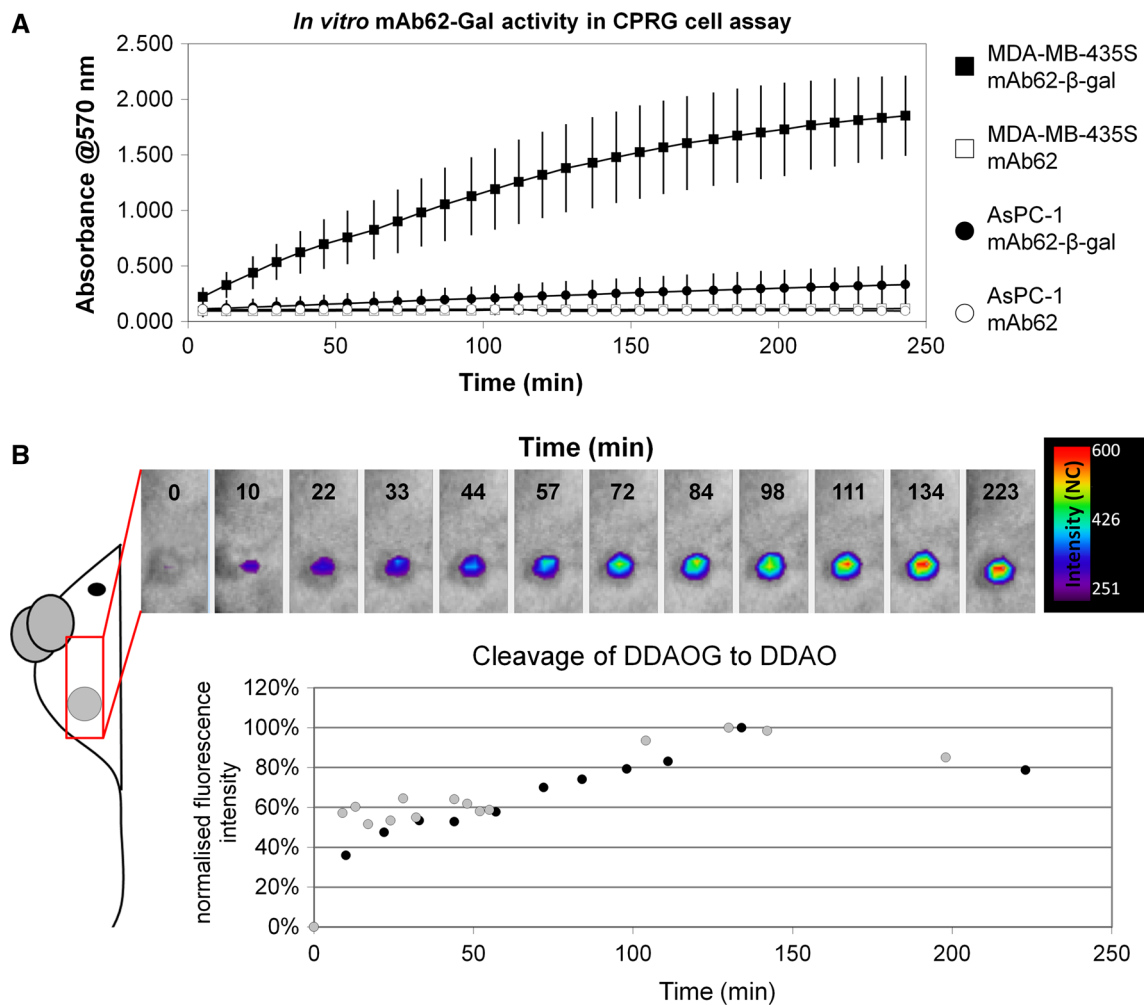 A
In vitro mAb62-Gal activity in CPRG cell assay
Absorbance @570 nm
2.500
2.000
1.500
1.000
0.500
0.000
0 50 100 150 200 250
Time (min)
MDA-MB-435S
mAb62-β-gal
MDA-MB-435S
mAb62
AsPC-1
mAb62-β-gal
AsPC-1
mAb62
B
Time (min)
0 10 22 33 44 57 72 84 98 111 134 223
Intensity (NC)
600
426
251
Cleavage of DDAOG to DDAO
normalised fluorescence
intensity
120%
100%
80%
60%
40%
20%
0%
0 50 100 150 200 250
Time (min)